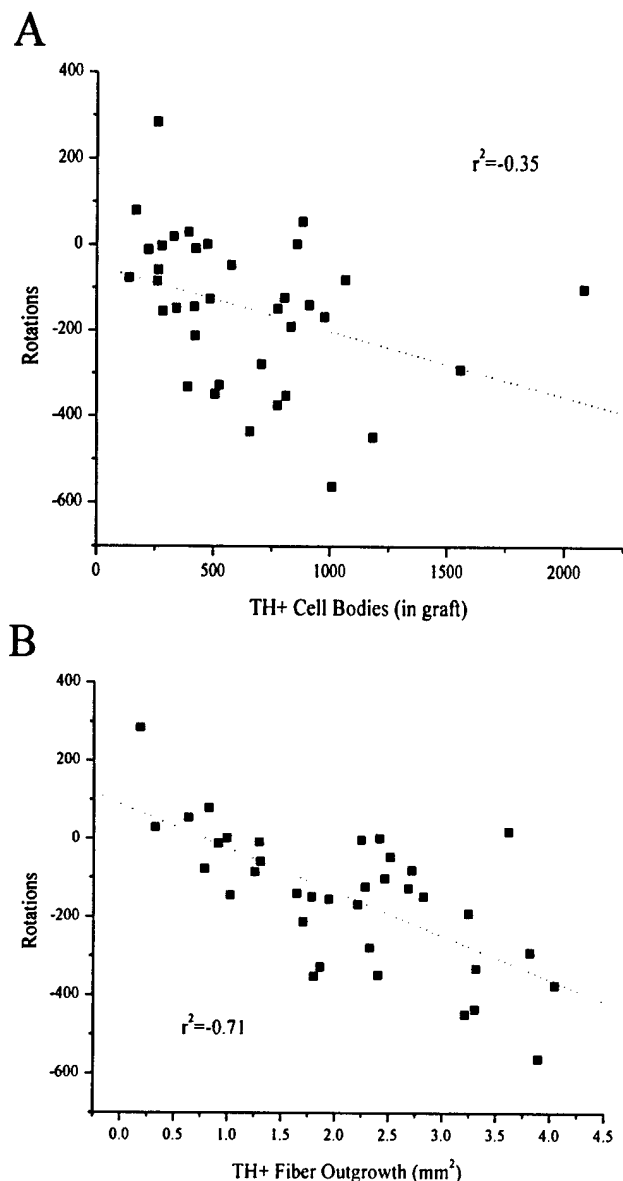 A
400
200
0
-200
-400
-600
Rotations
r²=-0.35
0 500 1000 1500 2000
TH+ Cell Bodies (in graft)
B
400
200
0
-200
-400
-600
Rotations
r²=-0.71
0.0 0.5 1.0 1.5 2.0 2.5 3.0 3.5 4.0 4.5
TH+ Fiber Outgrowth (mm²)